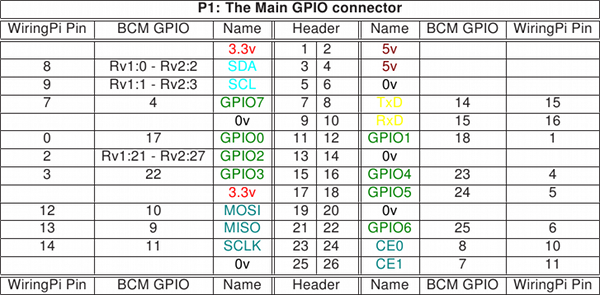 P1: The Main GPIO connector
WiringPi Pin BCM GPIO Name Header Name BCM GPIO WiringPi Pin
3.3v 1 2 5v
8 Rv1:0 - Rv2:2 SDA 3 4 5v
9 Rv1:1 - Rv2:3 SCL 5 6 0v
7 4 GPIO7 7 8 TxD 14 15
0v 9 10 RxD 15 16
0 17 GPIO0 11 12 GPIO1 18 1
2 Rv1:21 - Rv2:27 GPIO2 13 14 0v
3 22 GPIO3 15 16 GPIO4 23 4
3.3v 17 18 GPIO5 24 5
12 10 MOSI 19 20 0v
13 9 MISO 21 22 GPIO6 25 6
14 11 SCLK 23 24 CE0 8 10
0v 25 26 CE1 7 11
WiringPi Pin BCM GPIO Name Header Name BCM GPIO WiringPi Pin